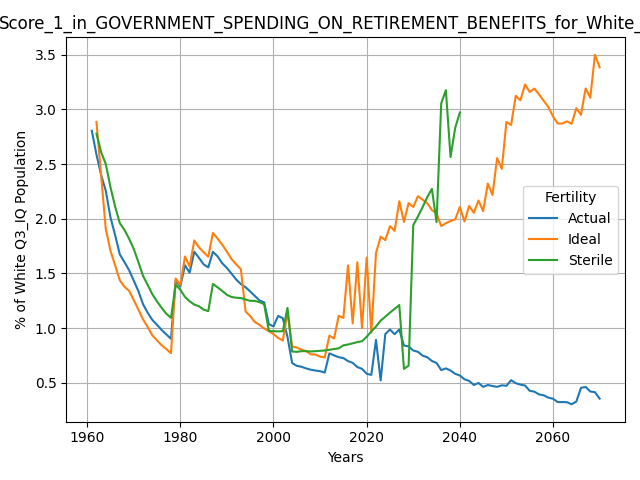 Score_1_in_GOVERNMENT_SPENDING_ON_RETIREMENT_BENEFITS_for_White_
3.5
3.0
2.5
2.0
1.5
1.0
0.5
% of White Q3_IQ Population
Fertility
Actual
Ideal
Sterile
1960 1980 2000 2020 2040 2060
Years